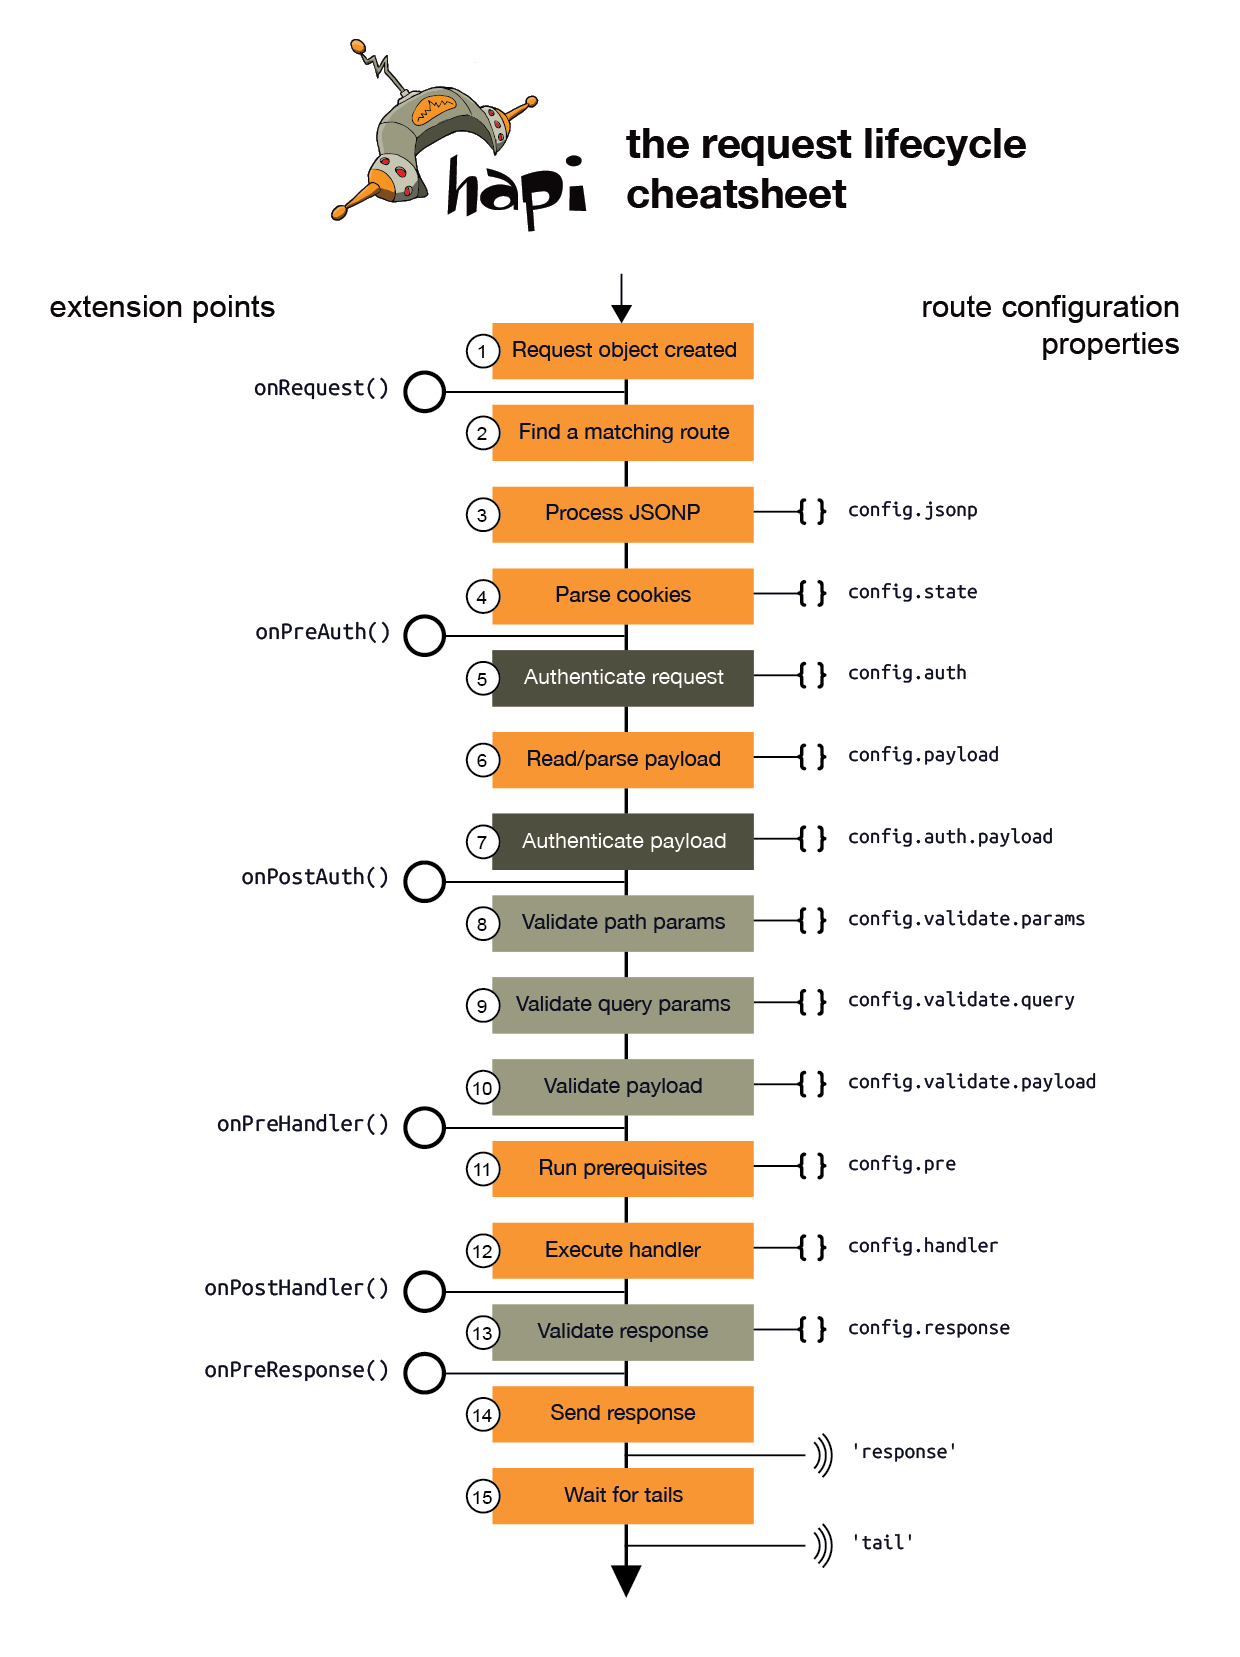 hapi
the request lifecycle
cheatsheet
extension points
route configuration
properties
1 Request object created
onRequest()
2 Find a matching route
3 Process JSONP { } config.jsonp
4 Parse cookies { } config.state
onPreAuth()
5 Authenticate request { } config.auth
6 Read/parse payload { } config.payload
7 Authenticate payload { } config.auth.payload
onPostAuth()
8 Validate path params { } config.validate.params
9 Validate query params { } config.validate.query
10 Validate payload { } config.validate.payload
onPreHandler()
11 Run prerequisites { } config.pre
12 Execute handler { } config.handler
onPostHandler()
13 Validate response { } config.response
onPreResponse()
14 Send response
'response'
15 Wait for tails
'tail'